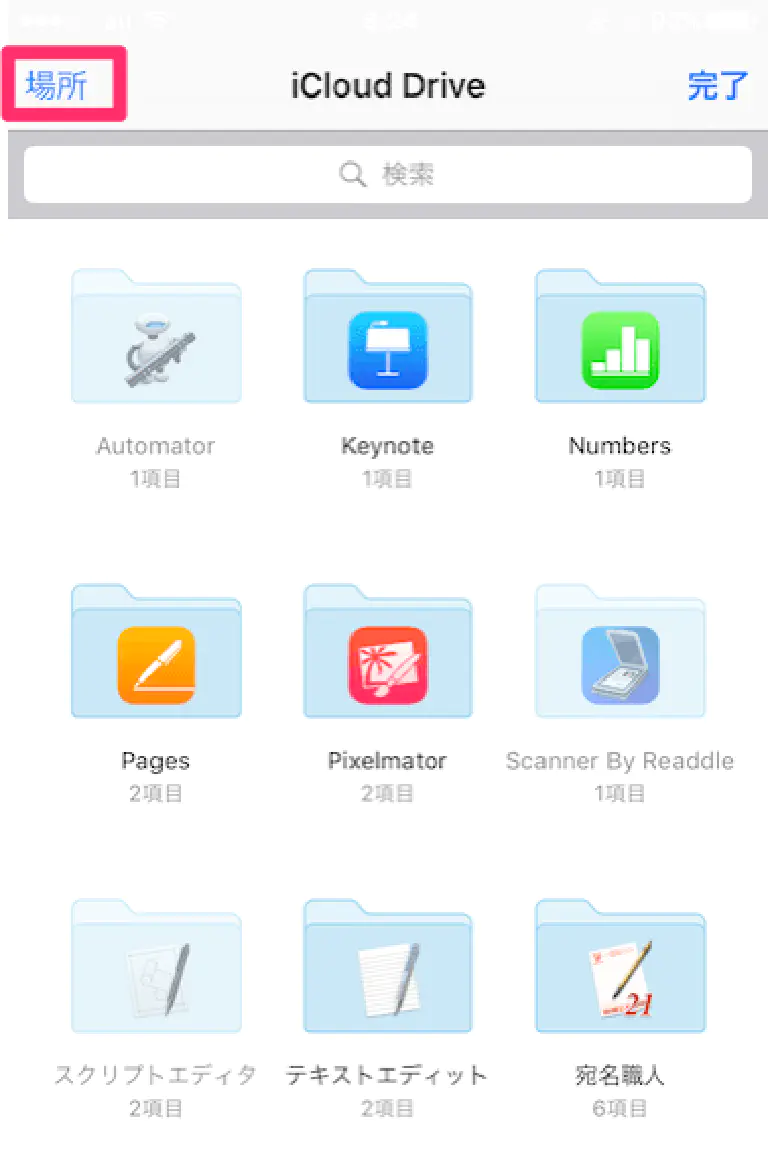 場所 iCloud Drive 完了
検索
Automator Keynote Numbers
1項目 1項目 1項目
Pages Pixelmator Scanner By Readdle
2項目 2項目 1項目
21
スクリプトエディタ テキストエディット 宛名職人
2項目 2項目 6項目